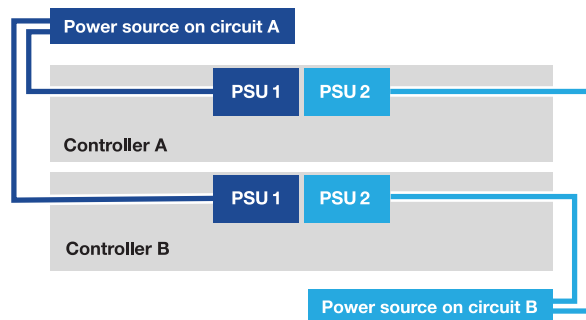 Power source on circuit A
PSU 1 PSU 2
Controller A
PSU 1 PSU 2
Controller B
Power source on circuit B